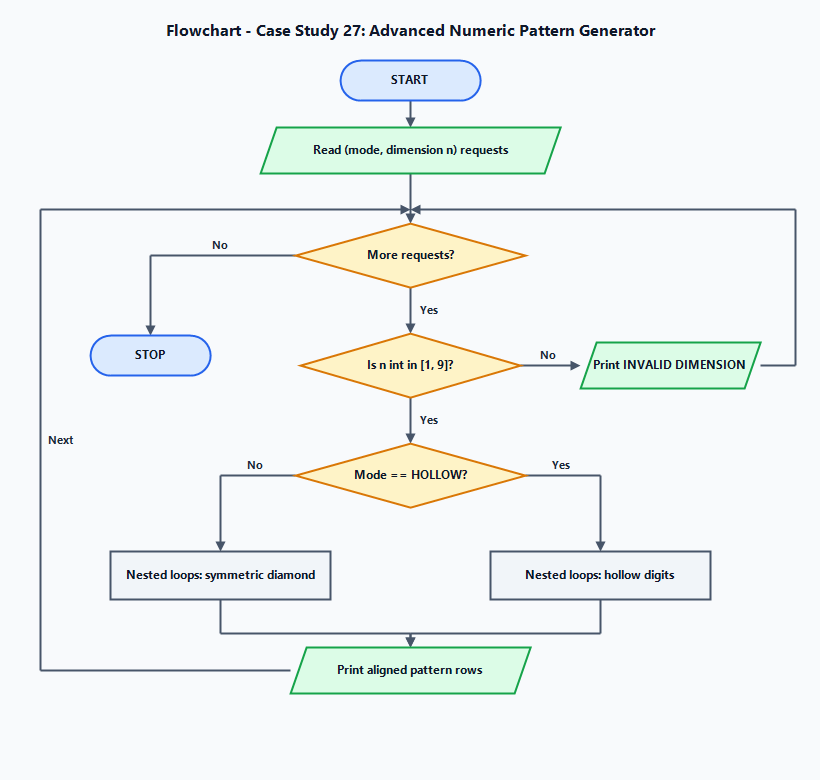 Flowchart - Case Study 27: Advanced Numeric Pattern Generator
START
Read (mode, dimension n) requests
More requests?
No
Yes
STOP
Is n int in [1, 9]?
No
Print INVALID DIMENSION
Yes
Next
Mode == HOLLOW?
No
Yes
Nested loops: symmetric diamond
Nested loops: hollow digits
Print aligned pattern rows